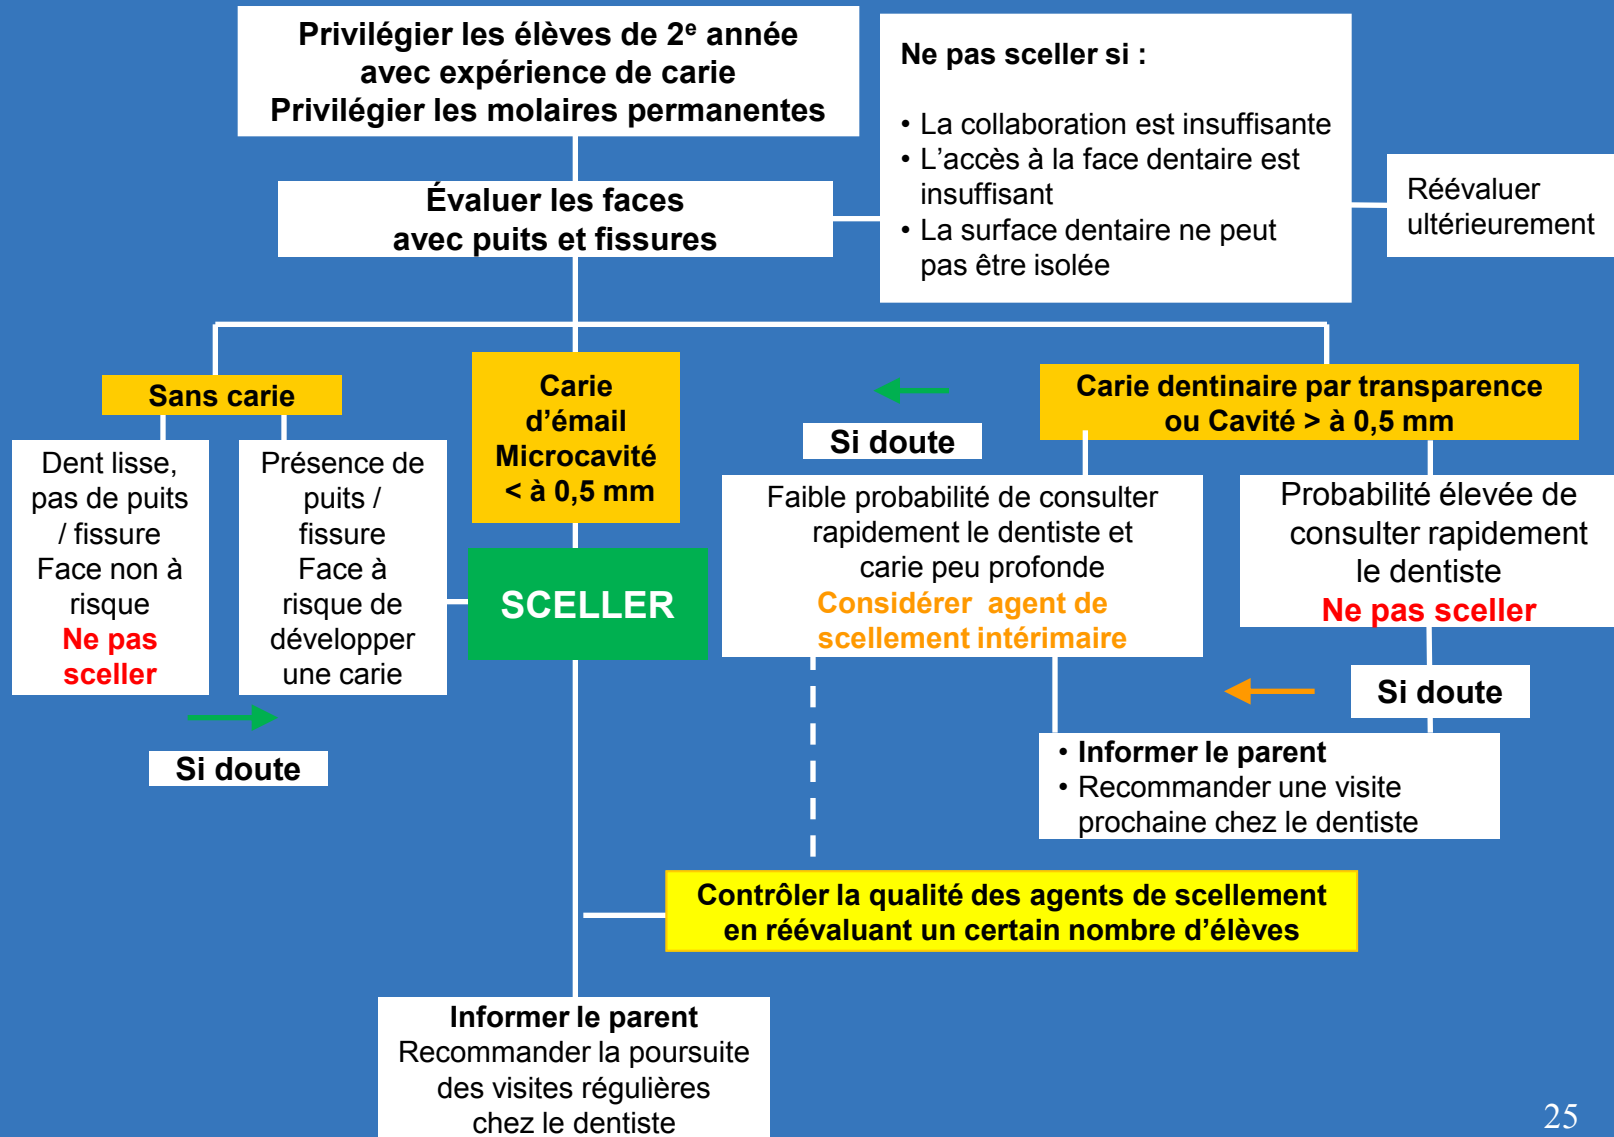 Privilégier les élèves de 2e année
avec expérience de carie
Privilégier les molaires permanentes
Ne pas sceller si :
• La collaboration est insuffisante
• L'accès à la face dentaire est
insuffisant
• La surface dentaire ne peut
pas être isolée
Réévaluer
ultérieurement
Évaluer les faces
avec puits et fissures
Sans carie
Carie
d'émail
Microcavité
< à 0,5 mm
Carie dentinaire par transparence
ou Cavité > à 0,5 mm
Si doute
Dent lisse,
pas de puits
/ fissure
Face non à
risque
Ne pas
sceller
Présence de
puits /
fissure
Face à
risque de
développer
une carie
SCELLER
Faible probabilité de consulter
rapidement le dentiste et
carie peu profonde
Considérer agent de
scellement intérimaire
Probabilité élevée de
consulter rapidement
le dentiste
Ne pas sceller
Si doute
Si doute
• Informer le parent
• Recommander une visite
prochaine chez le dentiste
Contrôler la qualité des agents de scellement
en réévaluant un certain nombre d'élèves
Informer le parent
Recommander la poursuite
des visites régulières
chez le dentiste
25